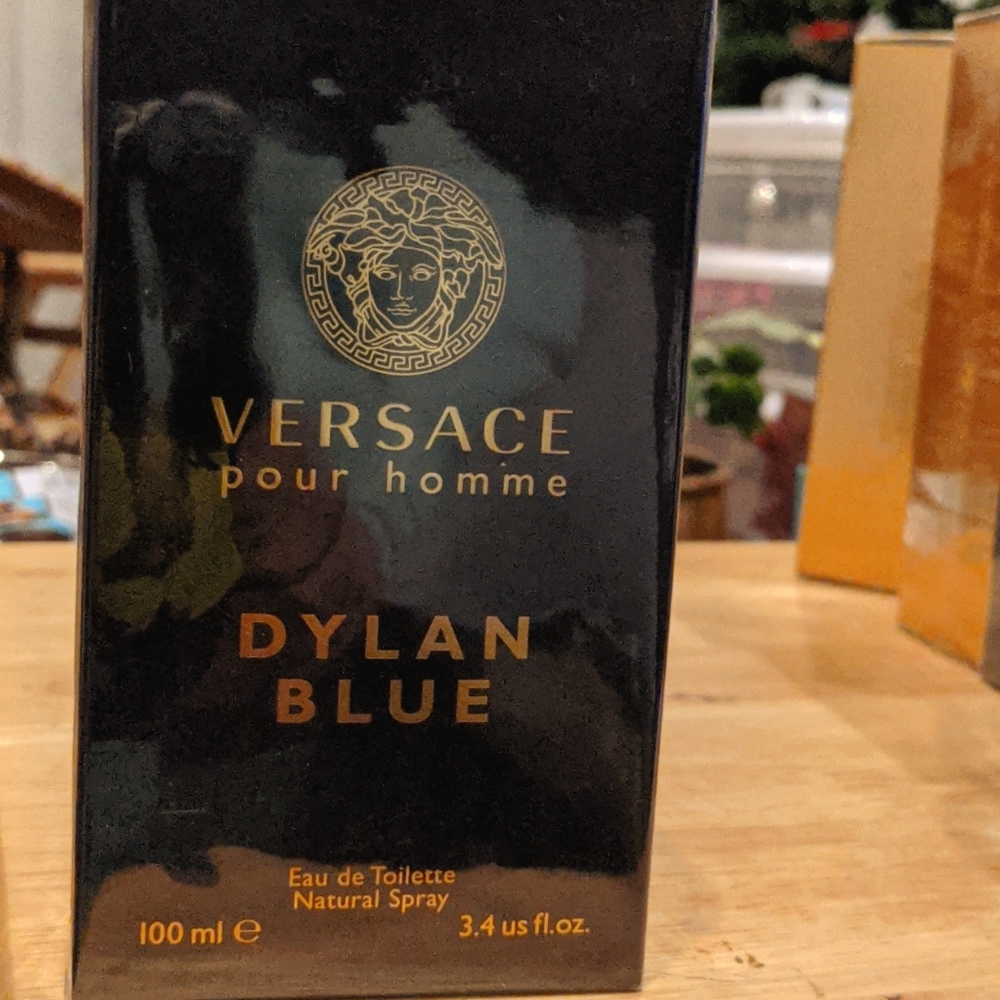 VERSACE
pour homme
DYLAN
BLUE
Eau de Toilette
Natural Spray
100 ml ℮
3.4 us fl.oz.